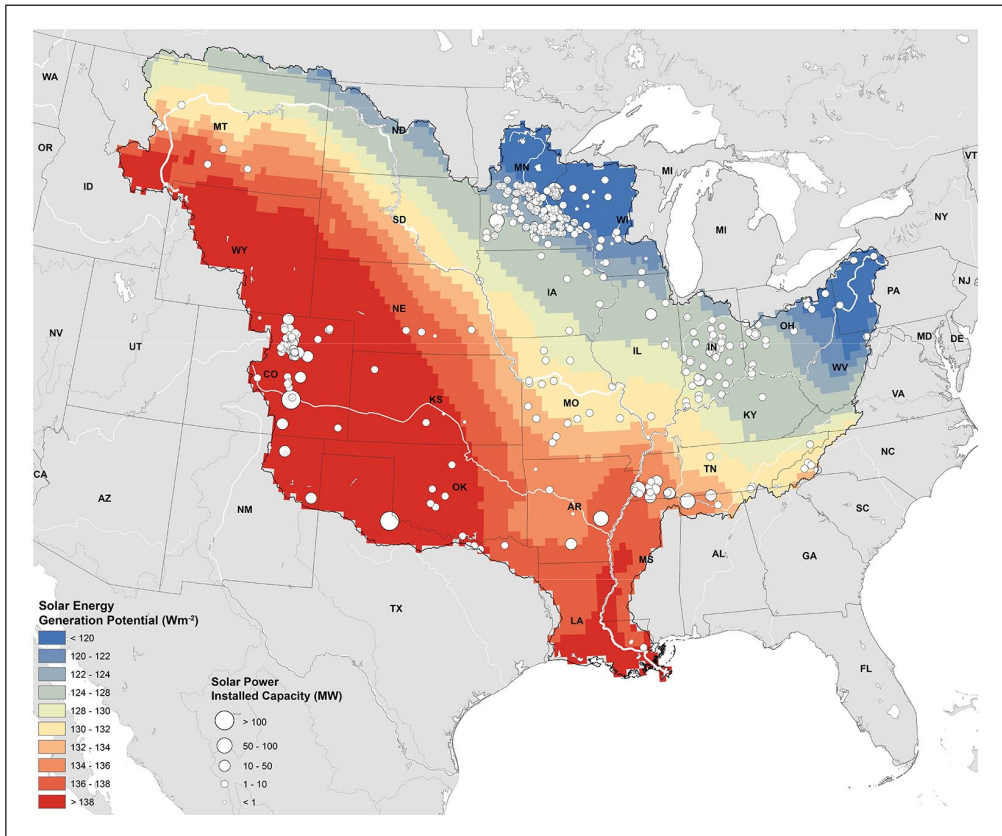 WA
MT
ND
OR
ID
MN
MI
WI
VT
NY
MI
SD
WY
IA
NE
PA
NJ
OH
NV
UT
IL
IN
MD
DE
WV
CO
KS
MO
KY
VA
CA
AZ
NM
OK
AR
TN
NC
SC
MS
AL
GA
TX
LA
FL
Solar Energy
Generation Potential (Wm-2)
< 120
120 - 122
122 - 124
124 - 128
128 - 130
130 - 132
132 - 134
134 - 136
136 - 138
> 138
Solar Power
Installed Capacity (MW)
> 100
50 - 100
10 - 50
1 - 10
< 1